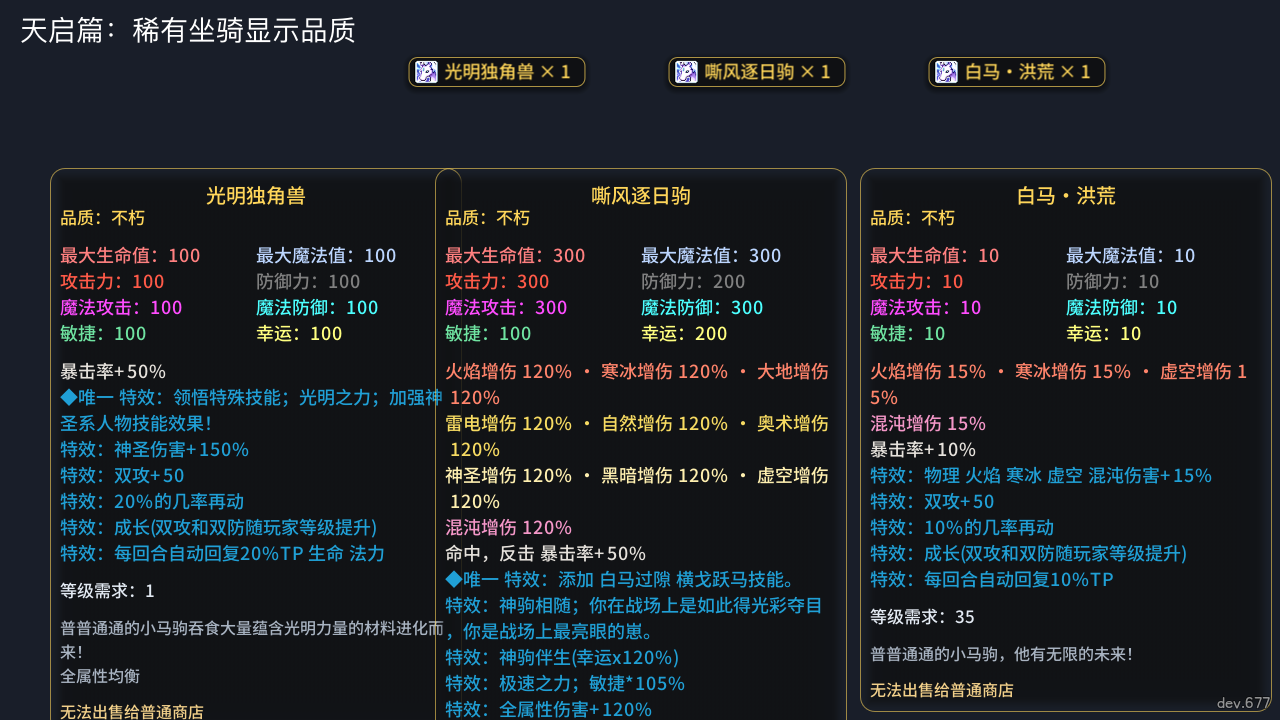 天启篇：稀有坐骑显示品质
光明独角兽 × 1
嘶风逐日驹 × 1
白马・洪荒 × 1
光明独角兽
品质：不朽
最大生命值：100 最大魔法值：100
攻击力：100 防御力：100
魔法攻击：100 魔法防御：100
敏捷：100 幸运：100
暴击率+50%
◆唯一 特效：领悟特殊技能；光明之力；加强神
圣系人物技能效果！
特效：神圣伤害+150%
特效：双攻+50
特效：20%的几率再动
特效：成长(双攻和双防随玩家等级提升)
特效：每回合自动回复20%TP 生命 法力
等级需求：1
普普通通的小马驹吞食大量蕴含光明力量的材料进化而
来！
全属性均衡
无法出售给普通商店
嘶风逐日驹
品质：不朽
最大生命值：300 最大魔法值：300
攻击力：300 防御力：200
魔法攻击：300 魔法防御：300
敏捷：100 幸运：200
火焰增伤 120% ・ 寒冰增伤 120% ・ 大地增伤
120%
雷电增伤 120% ・ 自然增伤 120% ・ 奥术增伤
120%
神圣增伤 120% ・ 黑暗增伤 120% ・ 虚空增伤
120%
混沌增伤 120%
命中，反击 暴击率+50%
◆唯一 特效：添加 白马过隙 横戈跃马技能。
特效：神驹相随；你在战场上是如此得光彩夺目
，你是战场上最亮眼的崽。
特效：神驹伴生(幸运x120%)
特效：极速之力；敏捷*105%
特效：全属性伤害+120%
白马・洪荒
品质：不朽
最大生命值：10 最大魔法值：10
攻击力：10 防御力：10
魔法攻击：10 魔法防御：10
敏捷：10 幸运：10
火焰增伤 15% ・ 寒冰增伤 15% ・ 虚空增伤 1
5%
混沌增伤 15%
暴击率+10%
特效：物理 火焰 寒冰 虚空 混沌伤害+15%
特效：双攻+50
特效：10%的几率再动
特效：成长(双攻和双防随玩家等级提升)
特效：每回合自动回复10%TP
等级需求：35
普普通通的小马驹，他有无限的未来！
无法出售给普通商店
dev.677